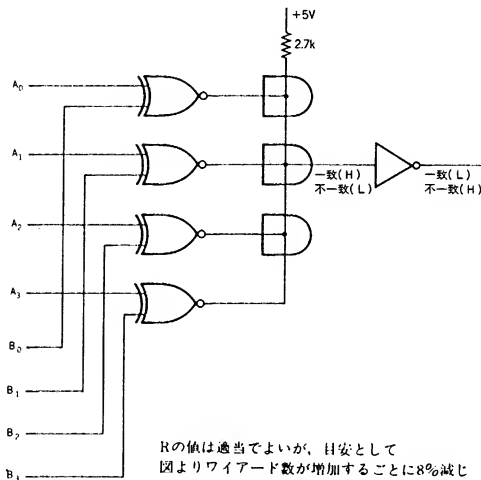 +5V
2.7k
A₀
A₁
一致(H)
不一致(L)
一致(L)
不一致(H)
A₂
A₃
B₀
B₁
B₂
B₃
Rの値は適当でよいが、目安として
図よりワイアード数が増加するごとに8%減じ